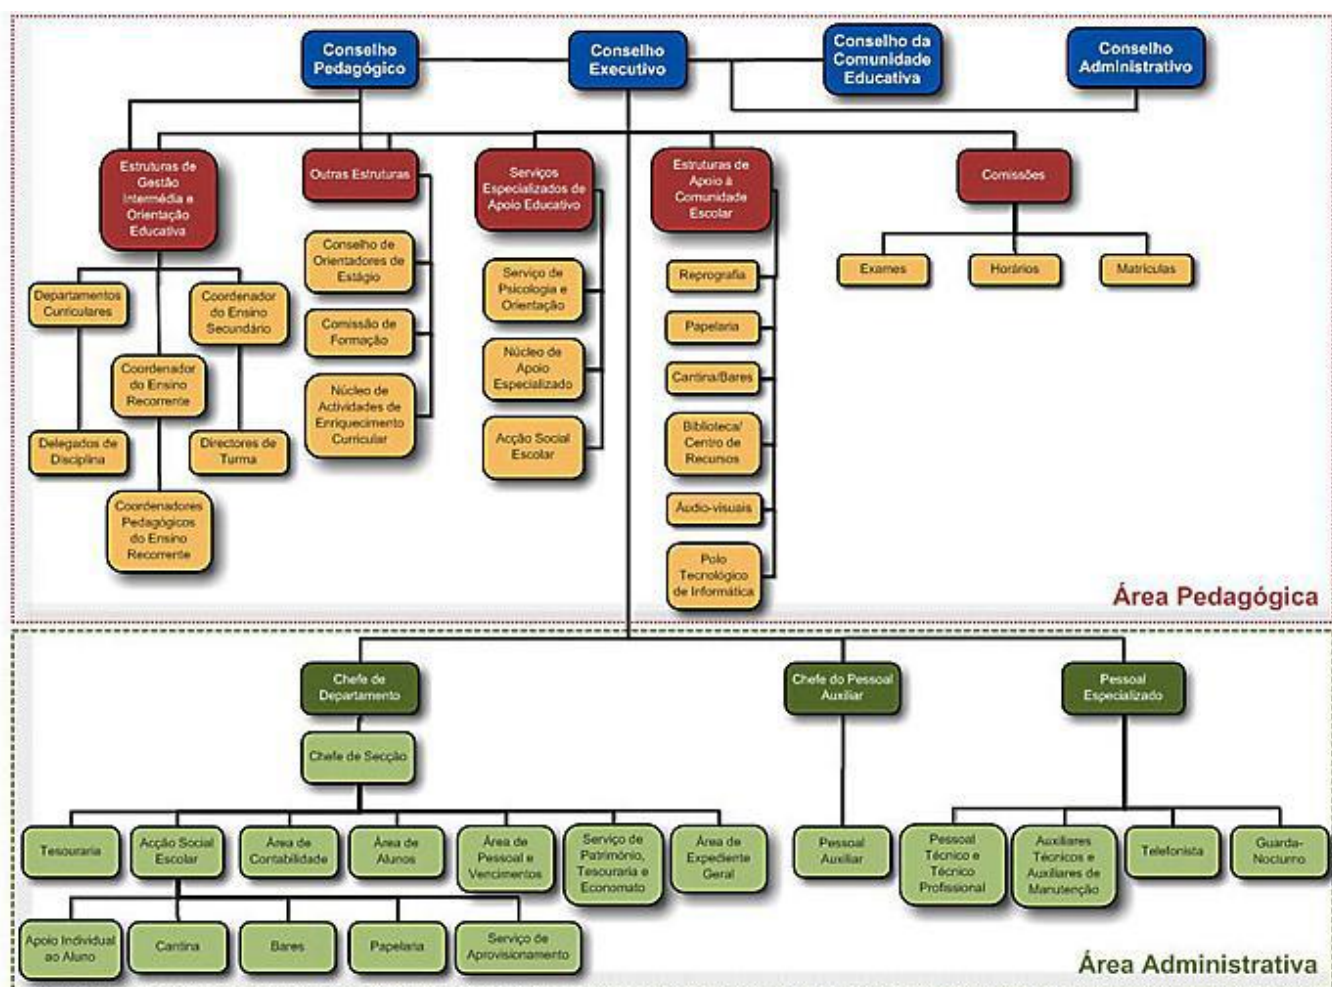 Conselho
Pedagógico
Conselho
Executivo
Conselho da
Comunidade
Educativa
Conselho
Administrativo
Estruturas de
Gestão
Intermédia e
Orientação
Educativa
Outras Estruturas
Serviços
Especializados de
Apoio Educativo
Estruturas de
Apoio à
Comunidade
Escolar
Comissões
Departamentos
Curriculares
Coordenador
do Ensino
Secundário
Coordenador
do Ensino
Recorrente
Delegados de
Disciplina
Directores de
Turma
Coordenadores
Pedagógicos
do Ensino
Recorrente
Conselho de
Orientadores de
Estágio
Comissão de
Formação
Núcleo de
Actividades de
Enriquecimento
Curricular
Serviço de
Psicologia e
Orientação
Núcleo de
Apoio
Especializado
Acção Social
Escolar
Reprografia
Papelaria
Cantina/Bares
Biblioteca/
Centro de
Recursos
Áudio-visuais
Polo
Tecnológico
de Informática
Exames
Horários
Matrículas
Área Pedagógica
Chefe de
Departamento
Chefe do Pessoal
Auxiliar
Pessoal
Especializado
Chefe de Secção
Tesouraria
Acção Social
Escolar
Área de
Contabilidade
Área de
Alunos
Área de
Pessoal e
Vencimentos
Serviço de
Património,
Tesouraria e
Economato
Área de
Expediente
Geral
Pessoal
Auxiliar
Pessoal
Técnico e
Técnico
Profissional
Auxiliares
Técnicos e
Auxiliares de
Manutenção
Telefonista
Guarda-
Nocturno
Apoio Individual
ao Aluno
Cantina
Bares
Papelaria
Serviço de
Aprovisionamento
Área Administrativa